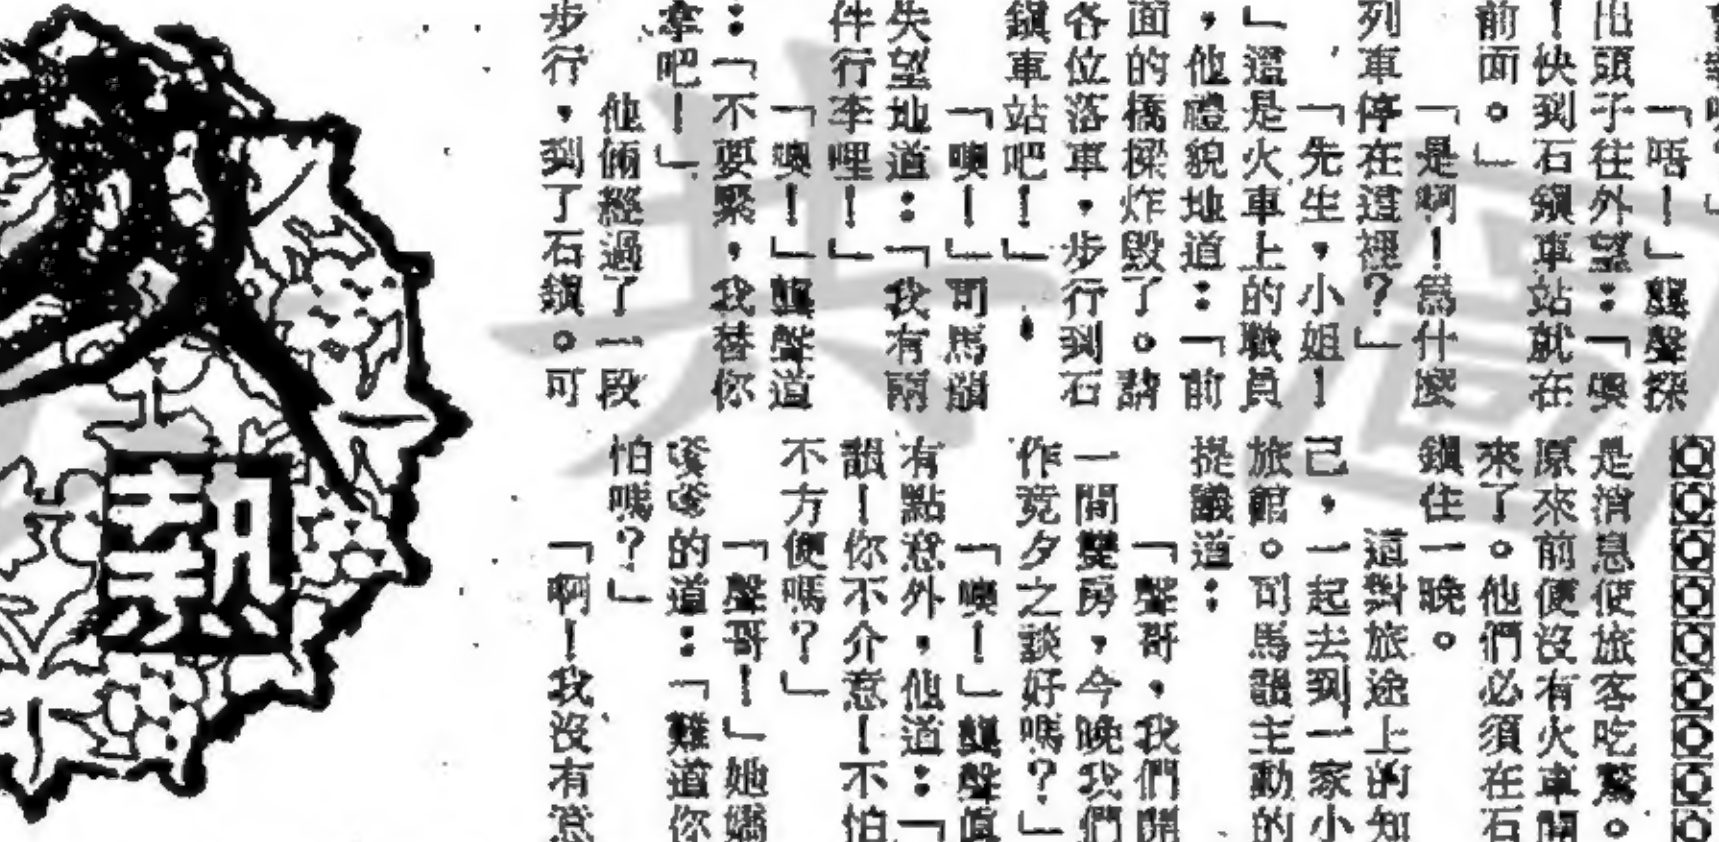 「唔！」龔聲探
出頭子往外望：「噢
！快到石鎮車站就在
前面。」
「是啊！爲什麼
列車停在這裡？」
「先生，小姐！
」這是火車上的職員
，他禮貌地道：「前
面的橋樑炸毀了。請
各位落車，步行到石
鎮車站吧！」
「噢！」司馬韻
失望地道：「我有兩
件行李哩！」
「噢！」龔聲道
：「不要緊，我替你
拿吧！」
他倆經過了一段
步行，到了石鎮。可
是消息使旅客吃驚。
原來前便沒有火車開
來了。他們必須在石
鎮住一晚。
這對旅途上的知
己，一起去到一家小
旅館。司馬韻主動的
提議道：
「聲哥，我們開
一間雙房，今晚我們
作竟夕之談好嗎？」
「噢！」龔聲真
有點意外，他道：「
韻！你不介意！不怕
不方便嗎？」
「聲哥！」她嬌
嗲嗲的道：「難道你
怕嗎？」
「啊！我沒有意
熱